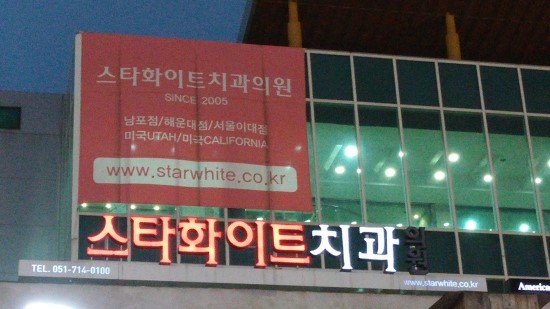 스타화이트치과의원
SINCE 2005
남포점/해운대점/서울이대점
미국UTAH/미국CALIFORNIA
www.starwhite.co.kr
스타화이트치과의원
TEL. 051-714-0100
www.starwhite.co.kr
America